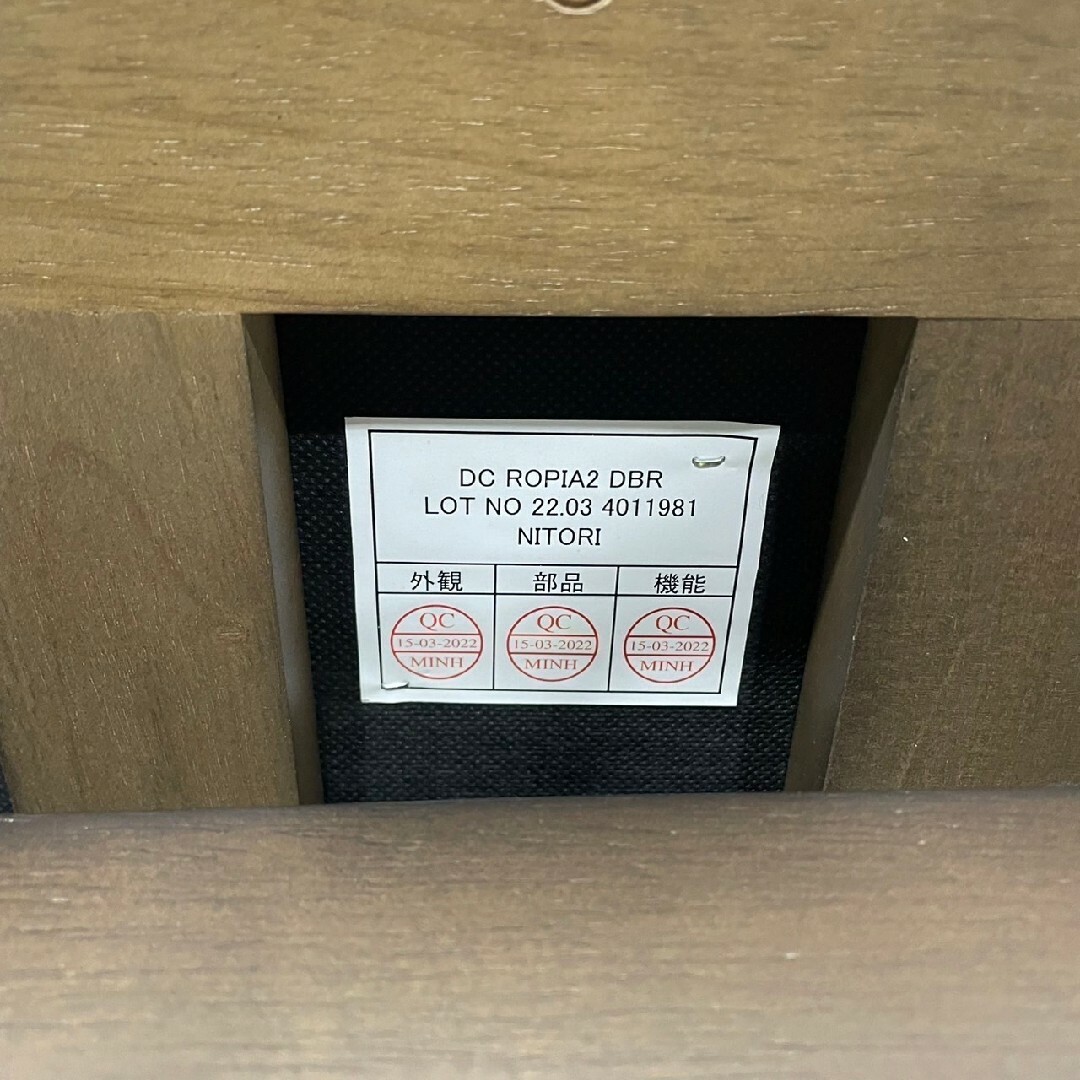 DC ROPIA2 DBR
LOT NO 22.03 4011981
NITORI
外観 部品 機能
QC QC QC
15-03-2022 15-03-2022 15-03-2022
MINH MINH MINH